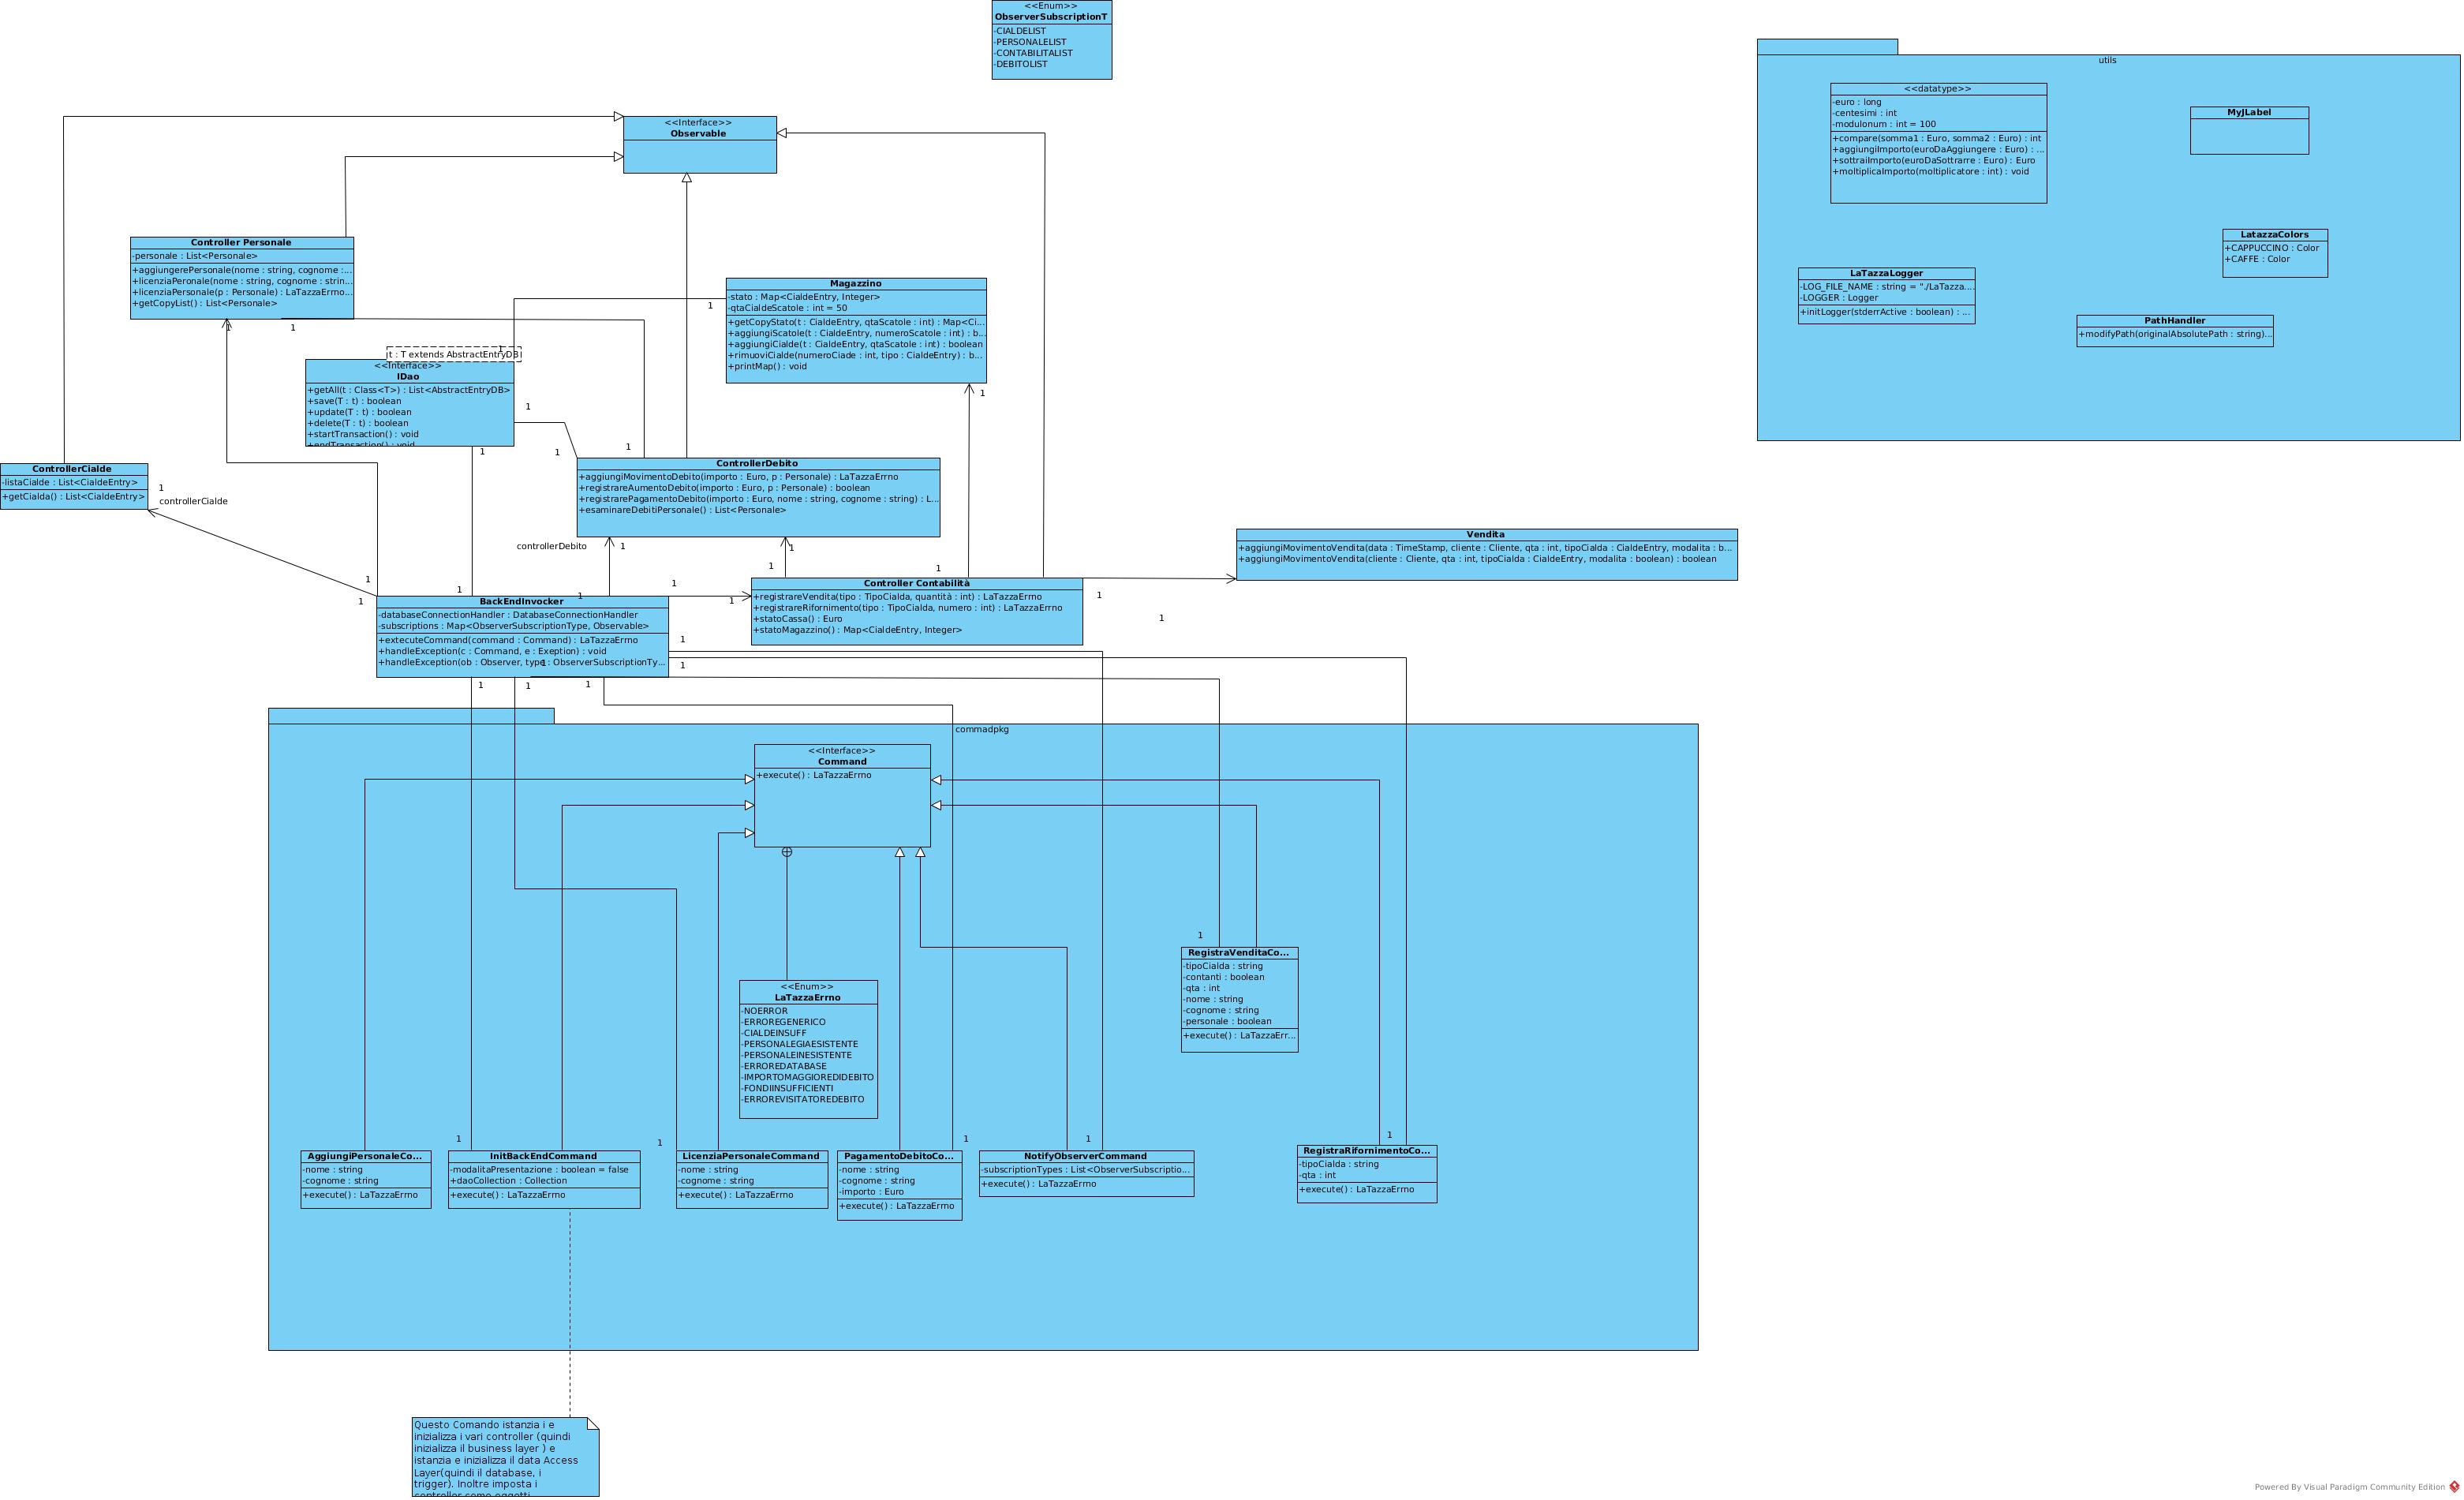 <<Enum>>
ObserverSubscriptionT
-CIALDELIST
-PERSONALELIST
-CONTABILITALIST
-DEBITOLIST
utils
<<datatype>>
-euro : long
-centesimi : int
-modulonum : int = 100
+compare(somma1 : Euro, somma2 : Euro) : int
+aggiungiImporto(euroDaAggiungere : Euro) : ...
+sottraiImporto(euroDaSottrarre : Euro) : Euro
+moltiplicaImporto(moltiplicatore : int) : void
MyJLabel
LatazzaColors
+CAPPUCCINO : Color
+CAFFE : Color
LaTazzaLogger
-LOG_FILE_NAME : string = "./LaTazza....
-LOGGER : Logger
+initLogger(stderrActive : boolean) : ...
PathHandler
+modifyPath(originalAbsolutePath : string)...
<<Interface>>
Observable
Controller Personale
-personale : List<Personale>
+aggiungerePersonale(nome : string, cognome :...
+licenziaPeronale(nome : string, cognome : strin...
+licenziaPersonale(p : Personale) : LaTazzaErrno...
+getCopyList() : List<Personale>
1
1
Magazzino
-stato : Map<CialdeEntry, Integer>
-qtaCialdeScatole : int = 50
+getCopyStato(t : CialdeEntry, qtaScatole : int) : Map<Ci...
+aggiungiScatole(t : CialdeEntry, numeroScatole : int) : b...
+aggiungiCialde(t : CialdeEntry, qtaScatole : int) : boolean
+rimuoviCialde(numeroCiade : int, tipo : CialdeEntry) : b...
+printMap() : void
1
1
1
t : T extends AbstractEntryDB
<<Interface>>
IDao
+getAll(t : Class<T>) : List<AbstractEntryDB>
+save(T : t) : boolean
+update(T : t) : boolean
+delete(T : t) : boolean
+startTransaction() : void
+endTransaction() : void
1
1
1
1
ControllerCialde
-listaCialde : List<CialdeEntry>
+getCialda() : List<CialdeEntry>
1
controllerCialde
ControllerDebito
+aggiungiMovimentoDebito(importo : Euro, p : Personale) : LaTazzaErrno
+registrareAumentoDebito(importo : Euro, p : Personale) : boolean
+registrarePagamentoDebito(importo : Euro, nome : string, cognome : string) : L...
+esaminareDebitiPersonale() : List<Personale>
controllerDebito
1
1
Vendita
+aggiungiMovimentoVendita(data : TimeStamp, cliente : Cliente, qta : int, tipoCialda : CialdeEntry, modalita : b...
+aggiungiMovimentoVendita(cliente : Cliente, qta : int, tipoCialda : CialdeEntry, modalita : boolean) : boolean
1
1
1
1
1
1
1
1
1
1
Controller Contabilità
+registrareVendita(tipo : TipoCialda, quantità : int) : LaTazzaErrno
+registrareRifornimento(tipo : TipoCialda, numero : int) : LaTazzaErrno
+statoCassa() : Euro
+statoMagazzino() : Map<CialdeEntry, Integer>
BackEndInvoker
-databaseConnectionHandler : DatabaseConnectionHandler
-subscriptions : Map<ObserverSubscriptionType, Observable>
+extecuteCommand(command : Command) : LaTazzaErrno
+handleException(c : Command, e : Exeption) : void
+handleException(ob : Observer, type : ObserverSubscriptionTy...
1
1
1
1
1
1
commadpkg
<<Interface>>
Command
+execute() : LaTazzaErrno
<<Enum>>
LaTazzaErrno
-NOERROR
-ERROREGENERICO
-CIALDEINSUFF
-PERSONALEGIAESISTENTE
-PERSONALEINESISTENTE
-ERROREDATABASE
-IMPORTOMAGGIOREDIDEBITO
-FONDIINSUFFICIENTI
-ERROREVISITATOREDEBITO
1
RegistraVenditaCo...
-tipoCialda : string
-contanti : boolean
-qta : int
-nome : string
-cognome : string
-personale : boolean
+execute() : LaTazzaErr...
1
1
1
1
1
AggiungiPersonaleCo...
-nome : string
-cognome : string
+execute() : LaTazzaErrno
InitBackEndCommand
-modalitaPresentazione : boolean = false
+daoCollection : Collection
+execute() : LaTazzaErrno
LicenziaPersonaleCommand
-nome : string
-cognome : string
+execute() : LaTazzaErrno
PagamentoDebitoCo...
-nome : string
-cognome : string
-importo : Euro
+execute() : LaTazzaErrno
NotifyObserverCommand
-subscriptionTypes : List<ObserverSubscriptio...
+execute() : LaTazzaErrno
RegistraRifornimentoCo...
-tipoCialda : string
-qta : int
+execute() : LaTazzaErrno
Questo Comando istanzia i e
inizializza i vari controller (quindi
inizializza il business layer ) e
istanzia e inizializza il data Access
Layer(quindi il database, i
trigger). Inoltre imposta i
controller come oggetti
Powered By Visual Paradigm Community Edition